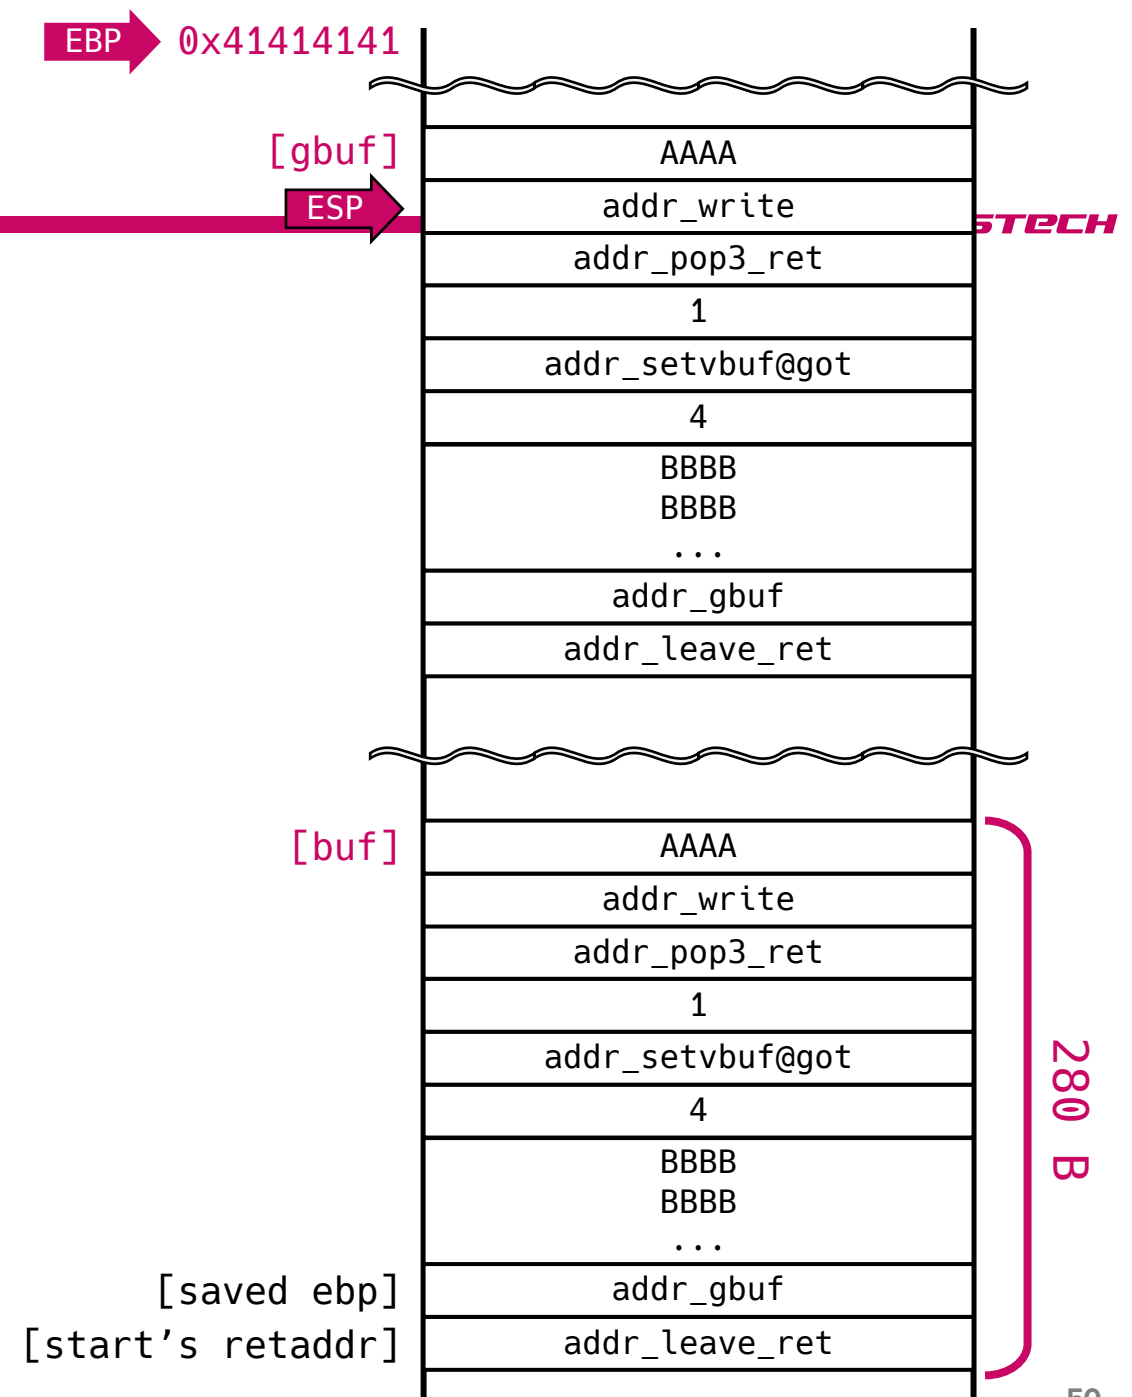 EBP 0x41414141
[gbuf] AAAA
ESP addr_write
addr_pop3_ret
1
addr_setvbuf@got
4
BBBB
BBBB
...
addr_gbuf
addr_leave_ret
[buf] AAAA
addr_write
addr_pop3_ret
1
addr_setvbuf@got
4
280 B
BBBB
BBBB
...
[saved ebp] addr_gbuf
[start's retaddr] addr_leave_ret